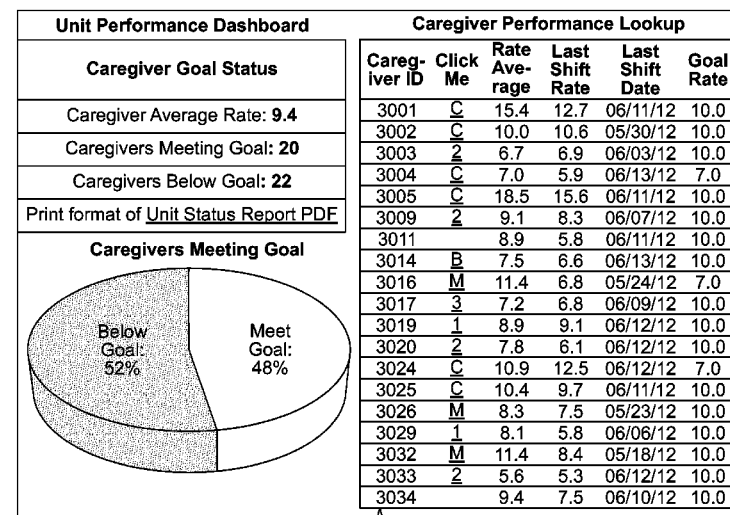 Unit Performance Dashboard
Caregiver Goal Status
Caregiver Average Rate: 9.4
Caregivers Meeting Goal: 20
Caregivers Below Goal: 22
Print format of Unit Status Report PDF
Caregivers Meeting Goal
Below Goal: 52%
Meet Goal: 48%
Caregiver Performance Lookup
Careg-iver ID Click Me Rate Ave-rage Last Shift Rate Last Shift Date Goal Rate
3001 C 15.4 12.7 06/11/12 10.0
3002 C 10.0 10.6 05/30/12 10.0
3003 2 6.7 6.9 06/03/12 10.0
3004 C 7.0 5.9 06/13/12 7.0
3005 C 18.5 15.6 06/11/12 10.0
3009 2 9.1 8.3 06/07/12 10.0
3011 8.9 5.8 06/11/12 10.0
3014 B 7.5 6.6 06/13/12 10.0
3016 M 11.4 6.8 05/24/12 7.0
3017 3 7.2 6.8 06/09/12 10.0
3019 1 8.9 9.1 06/12/12 10.0
3020 2 7.8 6.1 06/12/12 10.0
3024 C 10.9 12.5 06/12/12 7.0
3025 C 10.4 9.7 06/11/12 10.0
3026 M 8.3 7.5 05/23/12 10.0
3029 1 8.1 5.8 06/06/12 10.0
3032 M 11.4 8.4 05/18/12 10.0
3033 2 5.6 5.3 06/12/12 10.0
3034 9.4 7.5 06/10/12 10.0